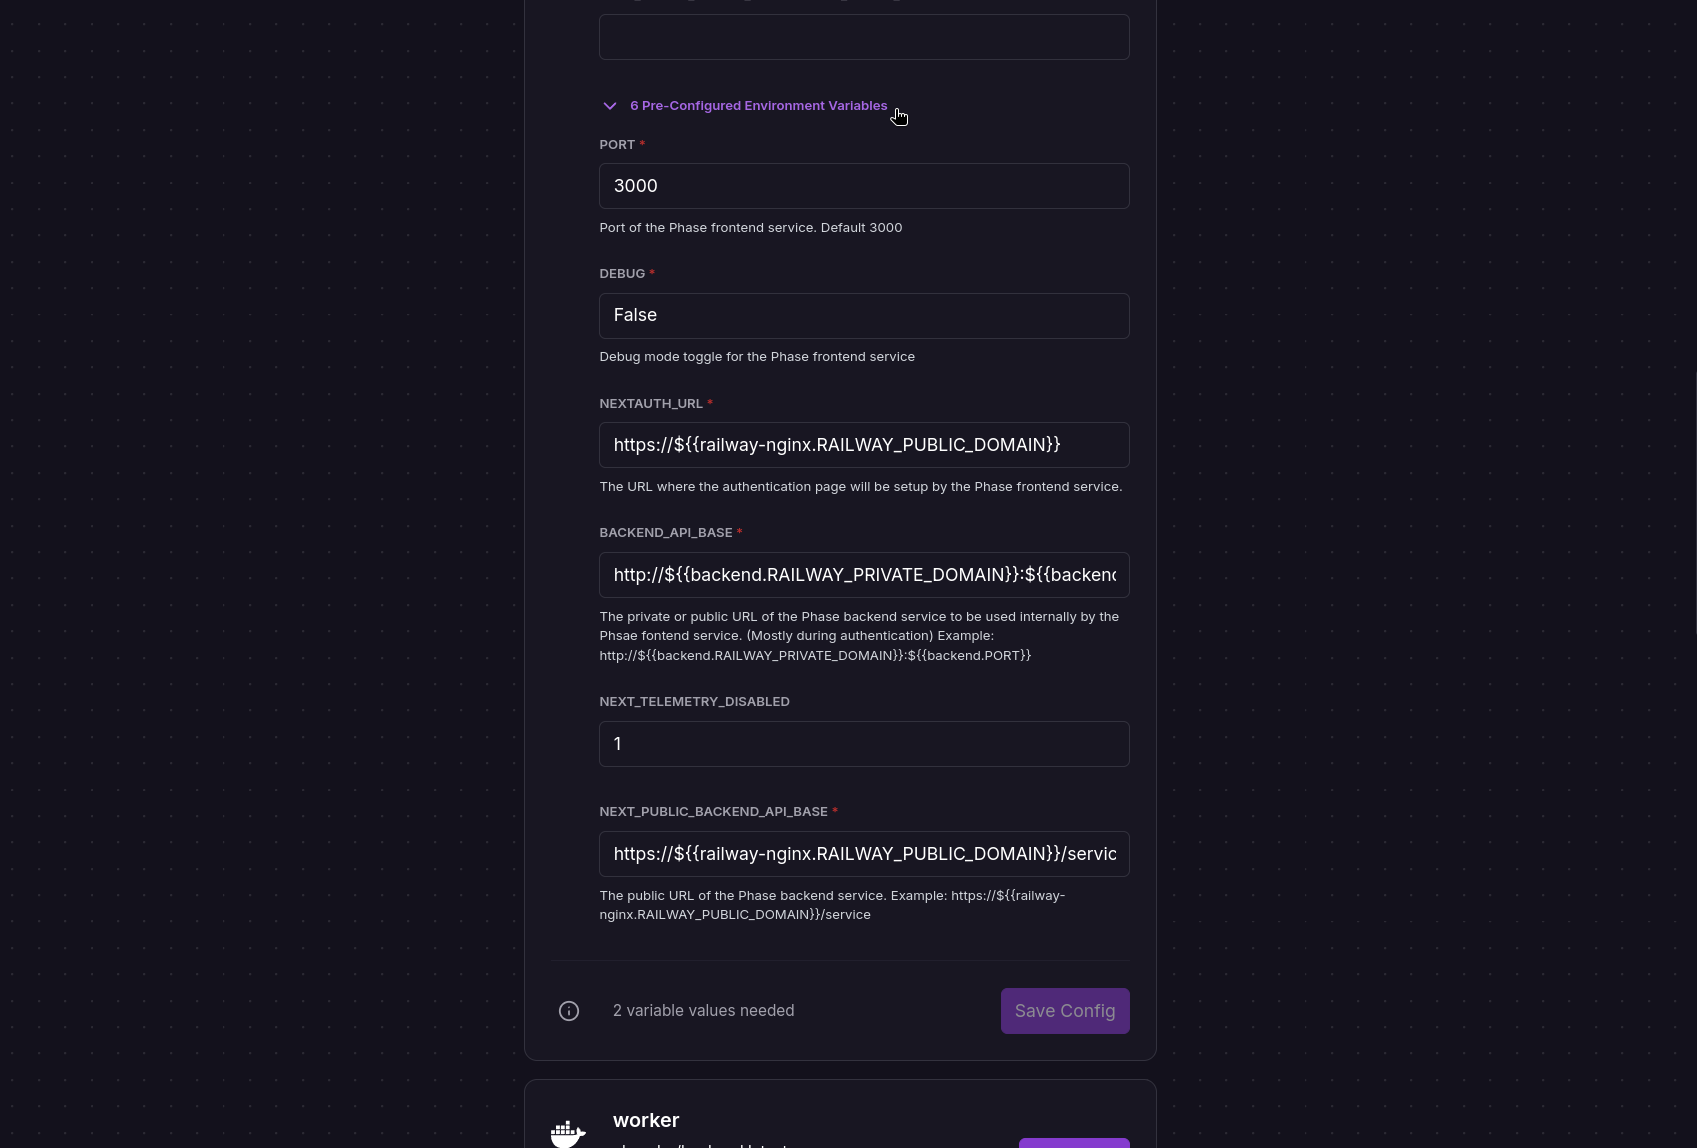 6 Pre-Configured Environment Variables
PORT *
3000
Port of the Phase frontend service. Default 3000
DEBUG *
False
Debug mode toggle for the Phase frontend service
NEXTAUTH_URL *
https://${{railway-nginx.RAILWAY_PUBLIC_DOMAIN}}
The URL where the authentication page will be setup by the Phase frontend service.
BACKEND_API_BASE *
http://${{backend.RAILWAY_PRIVATE_DOMAIN}}:${{backend
The private or public URL of the Phase backend service to be used internally by the
Phsae fontend service. (Mostly during authentication) Example:
http://${{backend.RAILWAY_PRIVATE_DOMAIN}}:${{backend.PORT}}
NEXT_TELEMETRY_DISABLED
1
NEXT_PUBLIC_BACKEND_API_BASE *
https://${{railway-nginx.RAILWAY_PUBLIC_DOMAIN}}/servic
The public URL of the Phase backend service. Example: https://${{railway-
nginx.RAILWAY_PUBLIC_DOMAIN}}/service
2 variable values needed
Save Config
worker